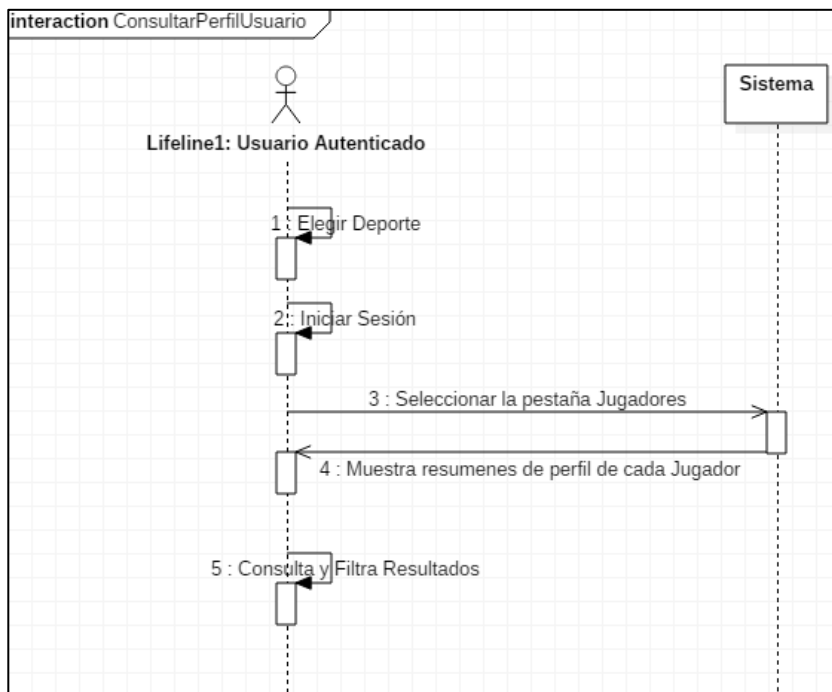 interaction ConsultarPerfilUsuario
Sistema
Lifeline1: Usuario Autenticado
1 : Elegir Deporte
2 : Iniciar Sesión
3 : Seleccionar la pestaña Jugadores
4 : Muestra resumenes de perfil de cada Jugador
5 : Consulta y Filtra Resultados